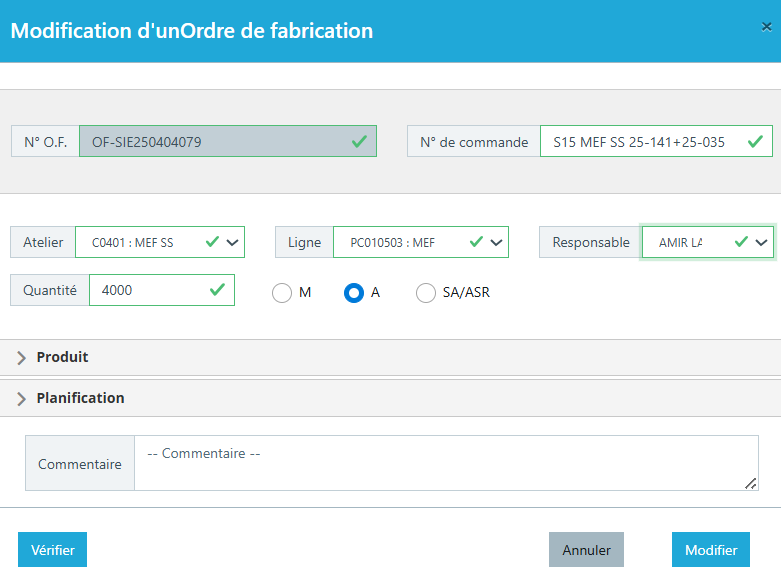 Modification d'unOrdre de fabrication
×
N° O.F. OF-SIE250404079 N° de commande S15 MEF SS 25-141+25-035
Atelier C0401 : MEF SS Ligne PC010503 : MEF Responsable AMIR LA
Quantité 4000 M A SA/ASR
Produit
Planification
Commentaire -- Commentaire --
Vérifier Annuler Modifier